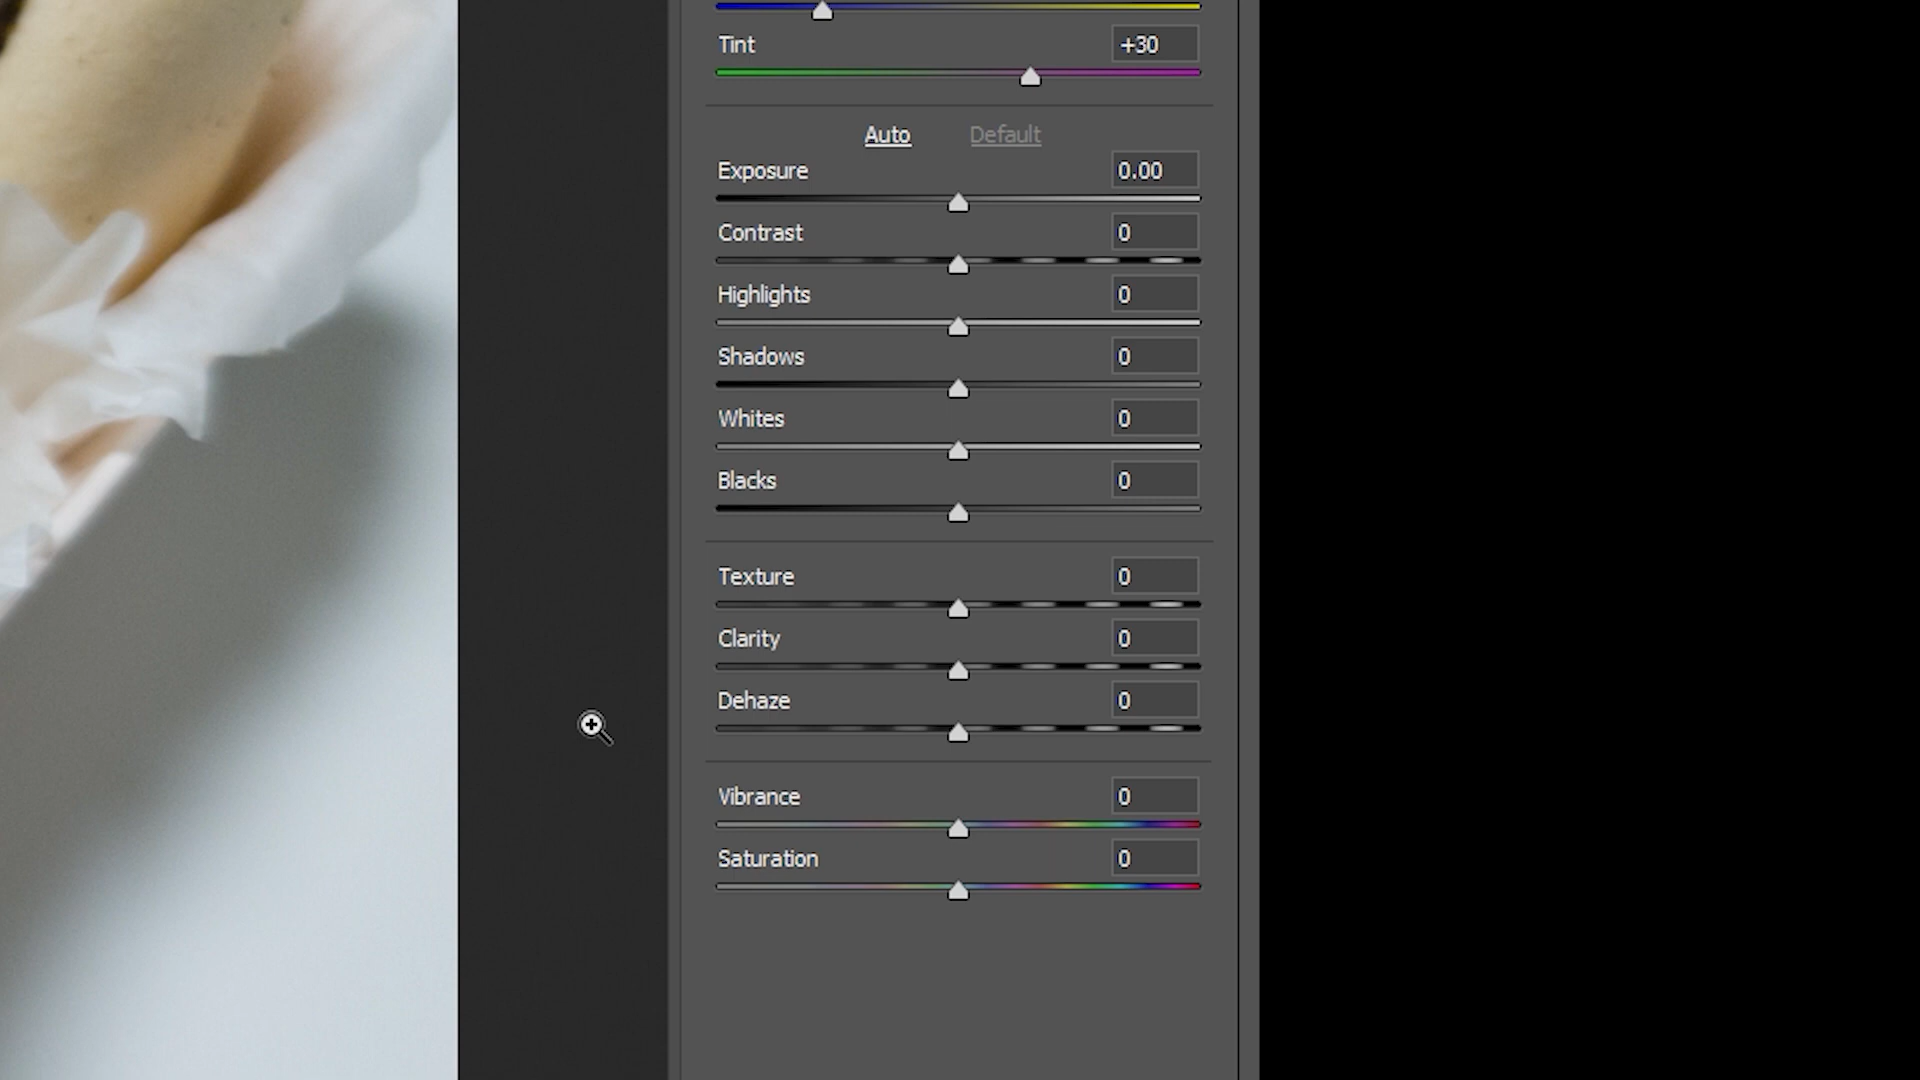 Tint +30
Auto Default
Exposure 0.00
Contrast 0
Highlights 0
Shadows 0
Whites 0
Blacks 0
Texture 0
Clarity 0
Dehaze 0
Vibrance 0
Saturation 0